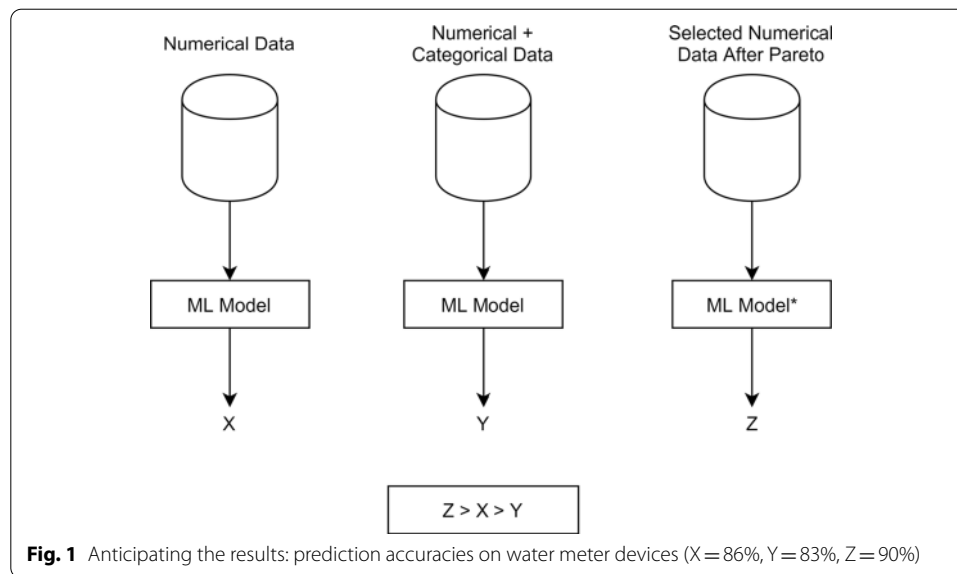 Numerical Data
Numerical +
Categorical Data
Selected Numerical
Data After Pareto
ML Model
ML Model
ML Model*
X
Y
Z
Z > X > Y
Fig. 1 Anticipating the results: prediction accuracies on water meter devices (X = 86%, Y = 83%, Z = 90%)